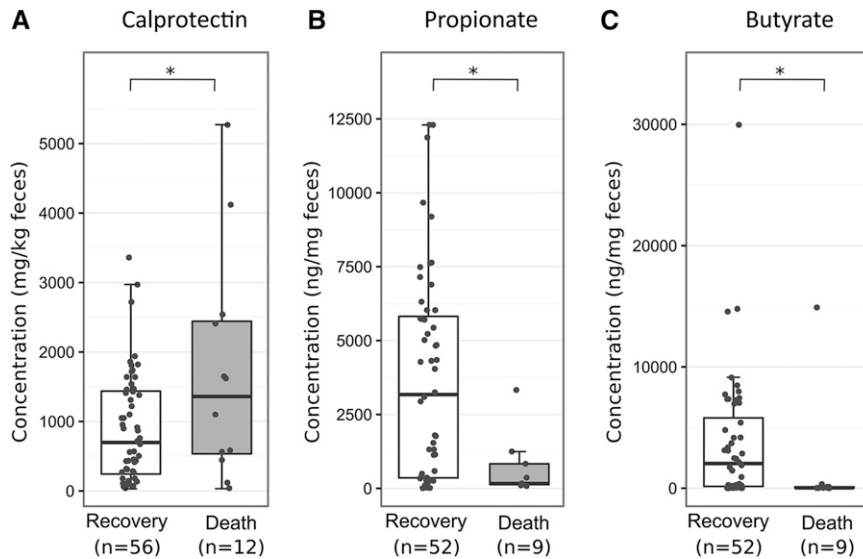 A Calprotectin
Concentration (mg/kg feces)
5000
4000
3000
2000
1000
0
*
Recovery Death
(n=56) (n=12)
B Propionate
Concentration (ng/mg feces)
12500
10000
7500
5000
2500
0
*
Recovery Death
(n=52) (n=9)
C Butyrate
Concentration (ng/mg feces)
30000
20000
10000
0
*
Recovery Death
(n=52) (n=9)